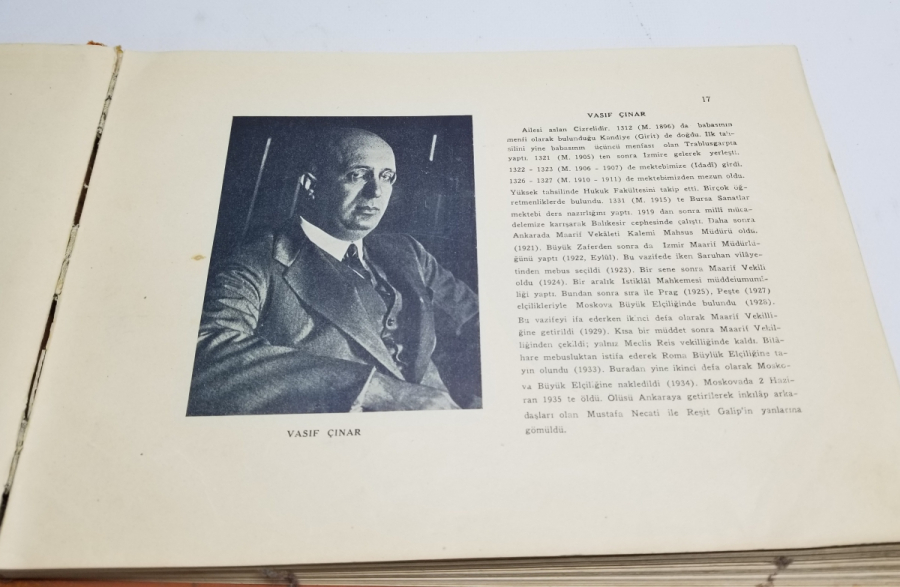 17
VASIF ÇINAR
Ailesi aslan Cizrelidir. 1312 (M. 1896) da babasının
menfi olarak bulunduğu Kandiye (Girit) de doğdu. İlk tah-
silini yine babasının üçüncü menfası olan Trablusgarpta
yaptı. 1321 (M. 1905) ten sonra İzmire gelerek yerleşti.
1322 - 1323 (M. 1906 - 1907) de mektebimize (İdadî) girdi.
1326 - 1327 (M. 1910 - 1911) de mektebimizden mezun oldu.
Yüksek tahsilinde Hukuk Fakültesini takip etti. Birçok öğ-
retmenliklerde bulundu. 1331 (M. 1915) te Bursa Sanatlar
mektebi ders nazırlığını yaptı. 1919 dan sonra millî müca-
delemize karışarak Balıkesir cephesinde çalıştı. Daha sonra
Ankarada Maarif Vekâleti Kalemi Mahsus Müdürü oldu.
(1921). Büyük Zaferden sonra da İzmir Maarif Müdürlü-
ğünü yaptı (1922, Eylûl). Bu vazifede iken Saruhan vilâye-
tinden mebus seçildi (1923). Bir sene sonra Maarif Vekili
oldu (1924). Bir aralık İstiklâl Mahkemesi müddeiumumî-
liği yaptı. Bundan sonra sıra ile Prag (1925), Peşte (1927)
elçilikleriyle Moskova Büyük Elçiliğinde bulundu (1928).
Bu vazifeyi ifa ederken ikinci defa olarak Maarif Vekilli-
ğine getirildi (1929). Kısa bir müddet sonra Maarif Vekil-
liğinden çekildi; yalnız Meclis Reis vekilliğinde kaldı. Bilâ-
hare mebusluktan istifa ederek Roma Büylük Elçiliğine ta-
yin olundu (1933). Buradan yine ikinci defa olarak Mosko-
va Büyük Elçiliğine nakledildi (1934). Moskovada 2 Hazi-
ran 1935 te öldü. Ölüsü Ankaraya getirilerek inkılâp arka-
daşları olan Mustafa Necati ile Reşit Galip'in yanlarına
gömüldü.
VASIF ÇINAR